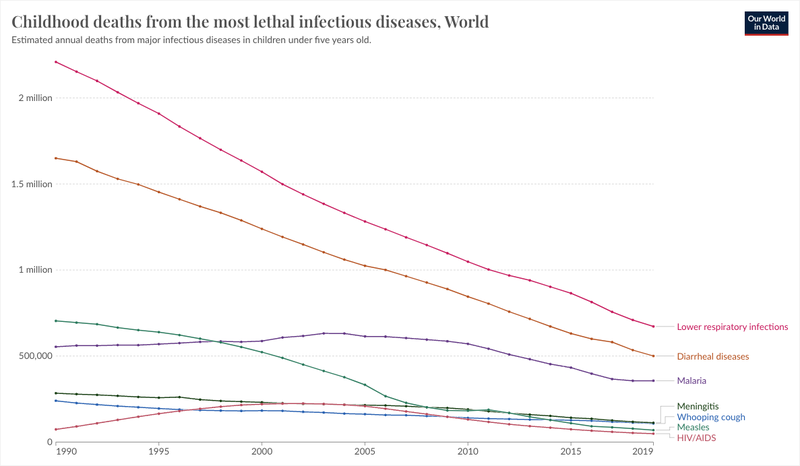 Childhood deaths from the most lethal infectious diseases, World
Our World
in Data
Estimated annual deaths from major infectious diseases in children under five years old.
2 million
1.5 million
1 million
500,000
0
1990
1995
2000
2005
2010
2015
2019
Lower respiratory infections
Diarrheal diseases
Malaria
Meningitis
Whooping cough
Measles
HIV/AIDS